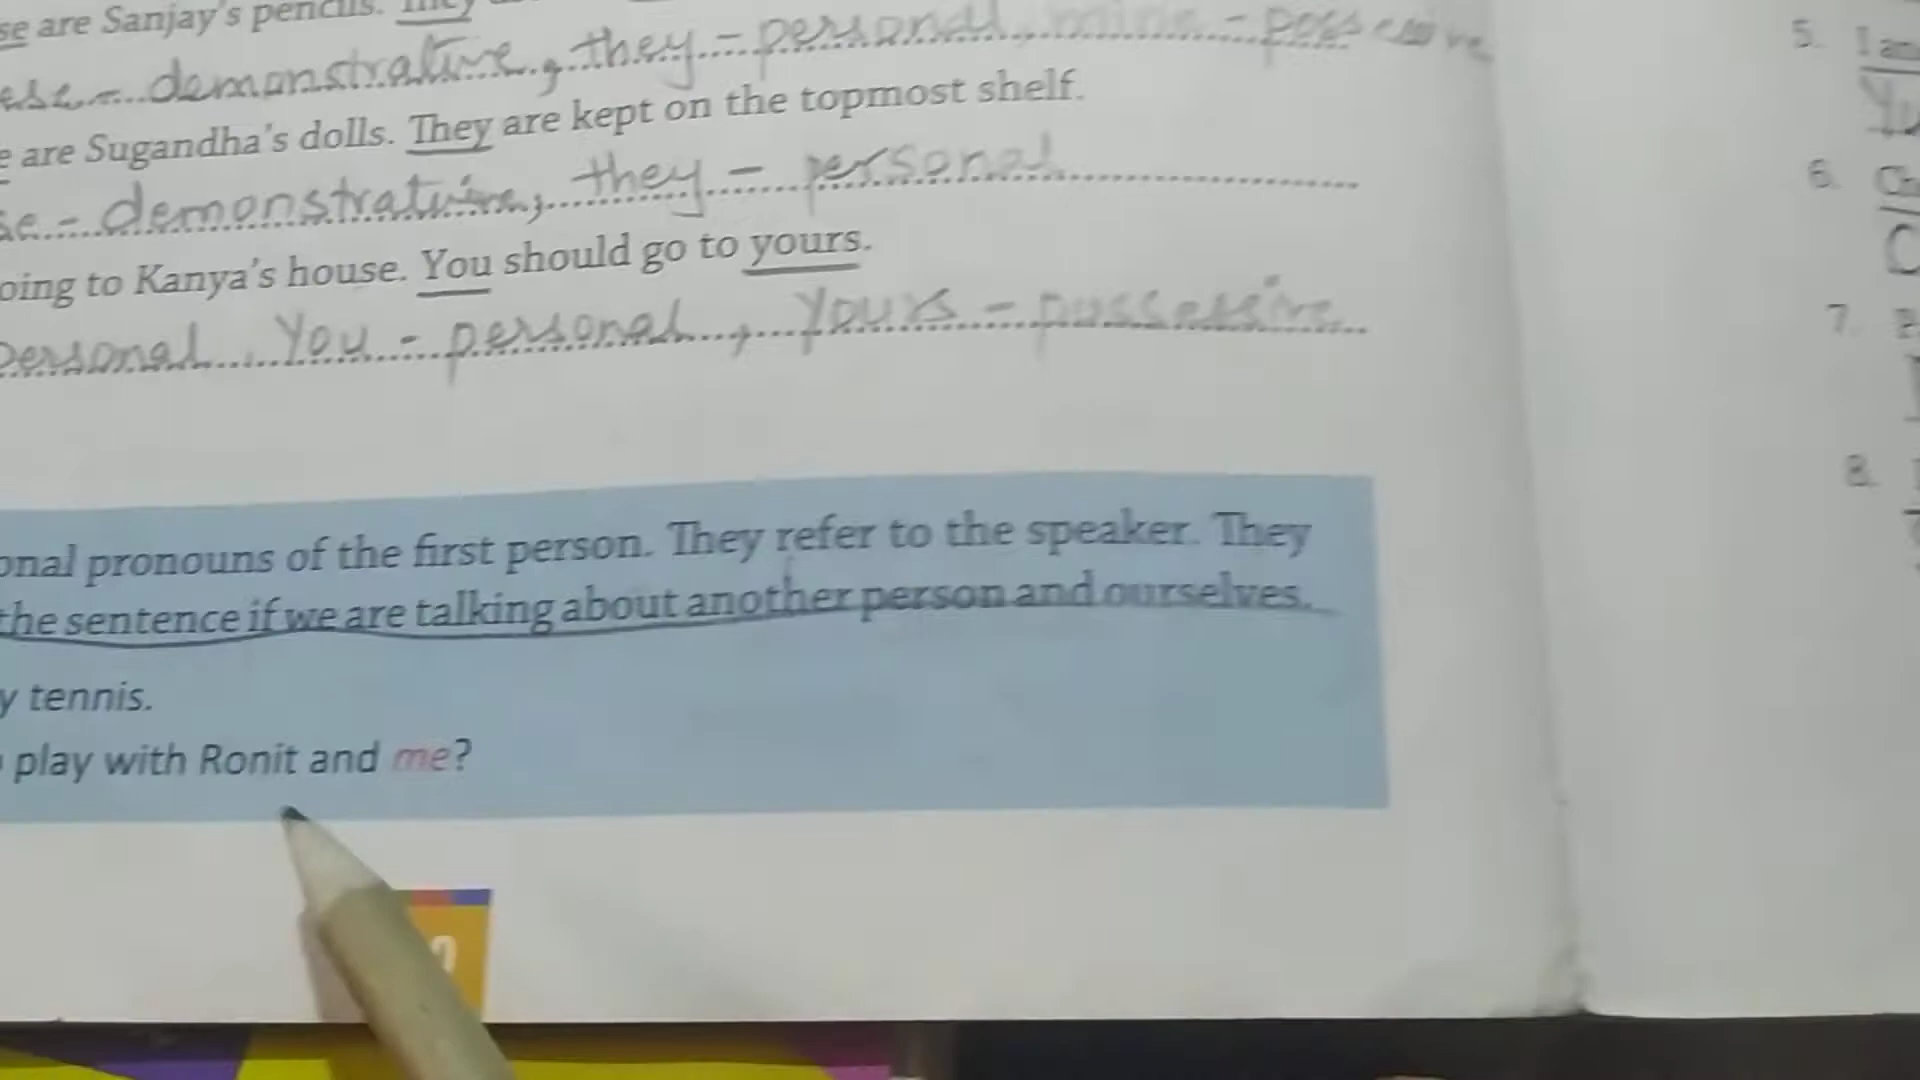 se are Sanjay's pencils. They
ese - demonstrative, they - personal, mine - possessive
e are Sugandha's dolls. They are kept on the topmost shelf.
se - demonstrative, they - personal
oing to Kanya's house. You should go to yours.
personal, You - personal, Yours - possessive
onal pronouns of the first person. They refer to the speaker. They
the sentence if we are talking about another person and ourselves.
y tennis.
play with Ronit and me?
5. I am
6.
7.
8.